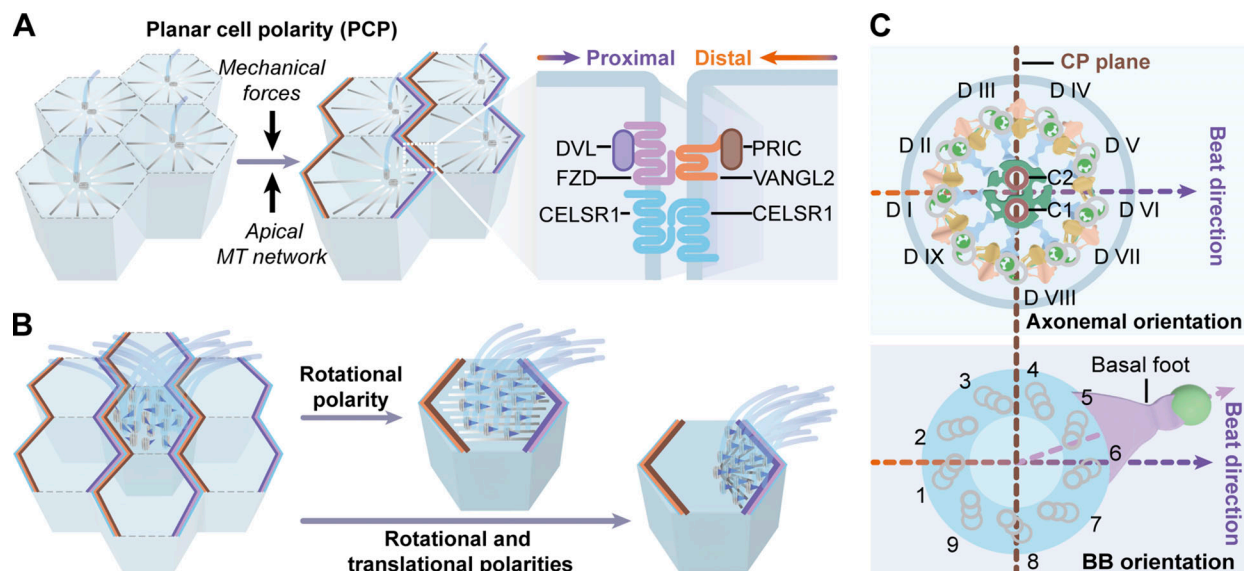 A
Planar cell polarity (PCP)
Mechanical
forces
Apical
MT network
Proximal
Distal
DVL
FZD
CELSR1
PRIC
VANGL2
CELSR1
B
Rotational
polarity
Rotational and
translational polarities
C
CP plane
D III
D IV
D II
D V
C2
D I
C1
D VI
D IX
D VII
D VIII
Beat direction
Axonemal orientation
Basal foot
4
3
5
2
6
1
7
9
8
Beat direction
BB orientation